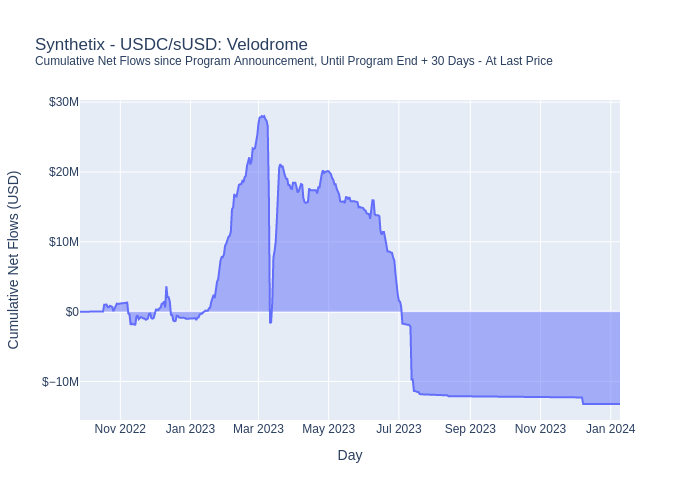 Synthetix - USDC/sUSD: Velodrome
Cumulative Net Flows since Program Announcement, Until Program End + 30 Days - At Last Price
Cumulative Net Flows (USD)
$30M
$20M
$10M
$0
$−10M
Nov 2022 Jan 2023 Mar 2023 May 2023 Jul 2023 Sep 2023 Nov 2023 Jan 2024
Day